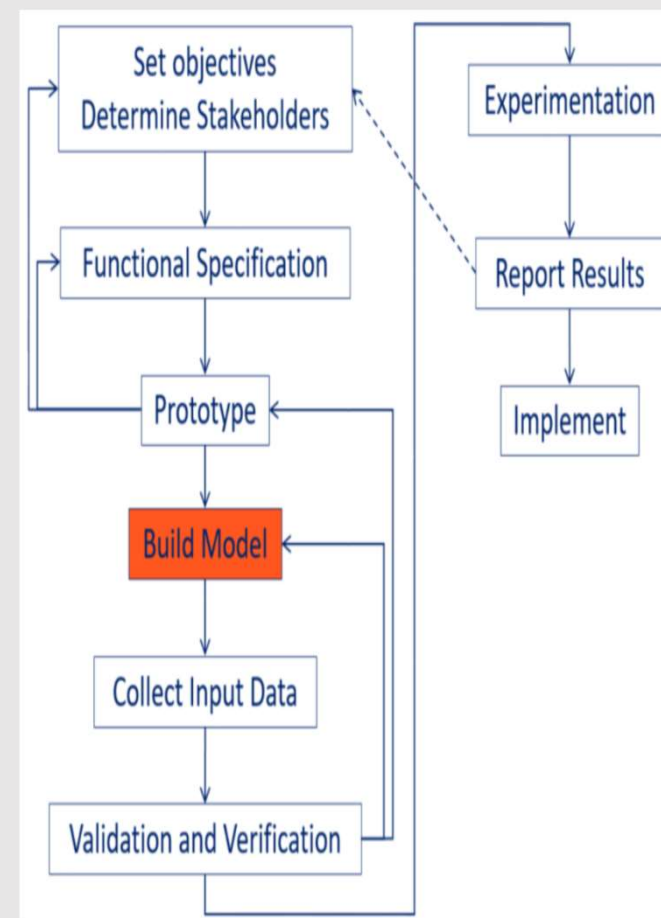 Set objectives
Determine Stakeholders
Functional Specification
Prototype
Build Model
Collect Input Data
Validation and Verification
Experimentation
Report Results
Implement